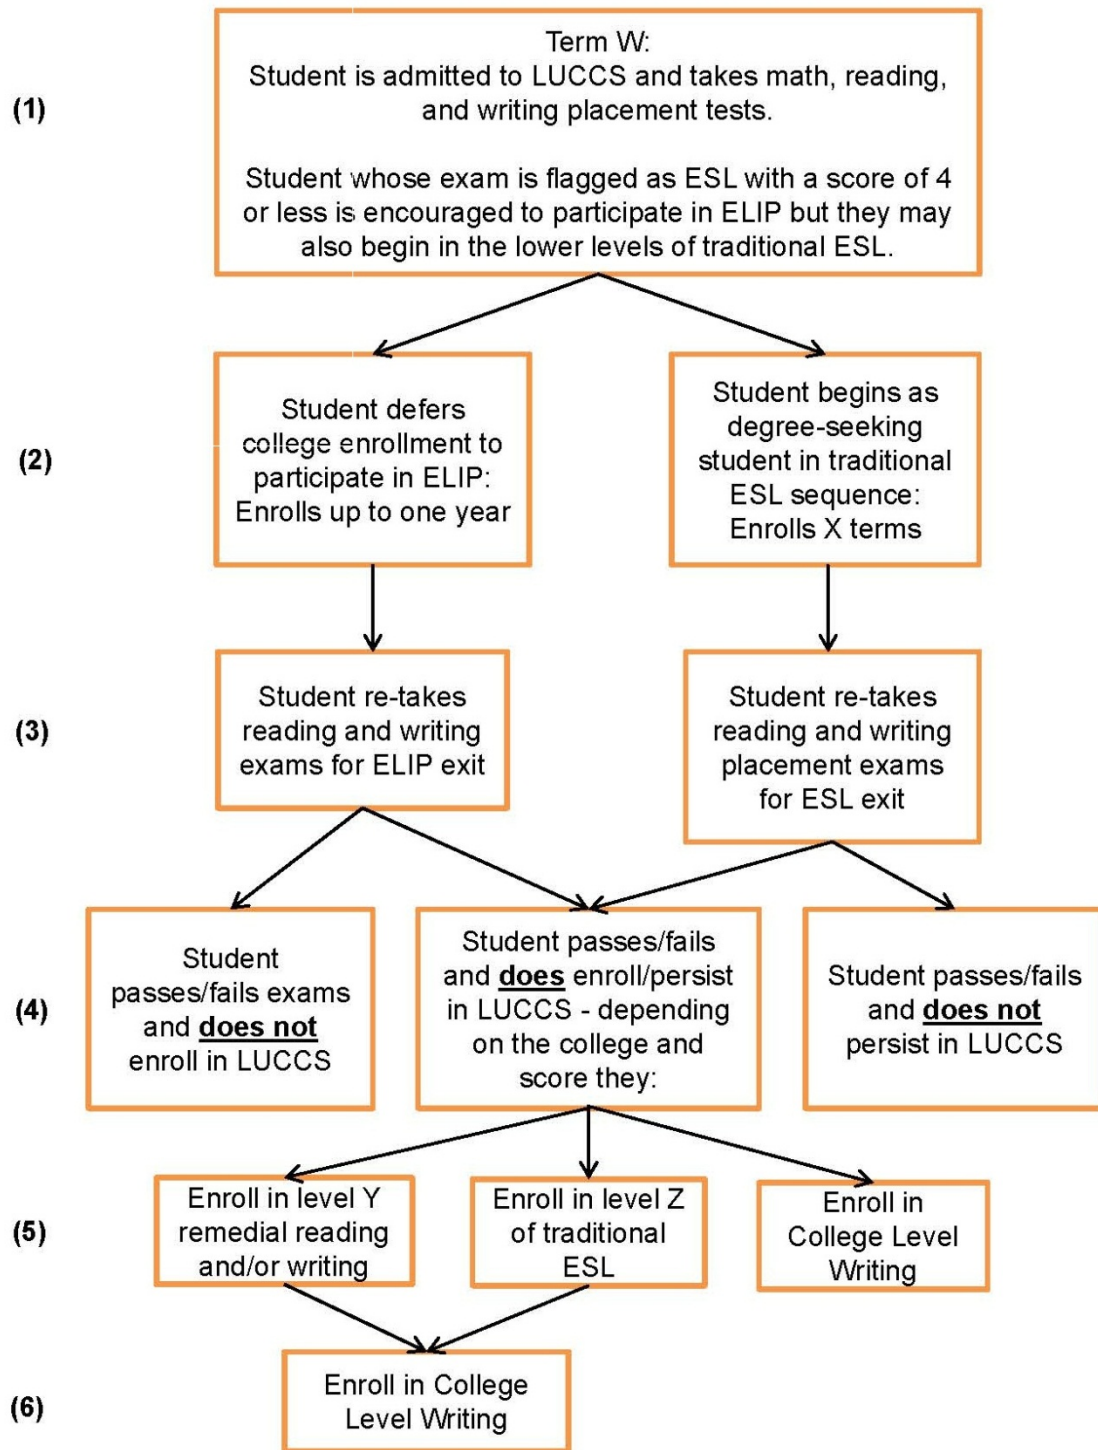 (1)
Term W:
Student is admitted to LUCCS and takes math, reading,
and writing placement tests.
Student whose exam is flagged as ESL with a score of 4
or less is encouraged to participate in ELIP but they may
also begin in the lower levels of traditional ESL.
(2)
Student defers
college enrollment to
participate in ELIP:
Enrolls up to one year
Student begins as
degree-seeking
student in traditional
ESL sequence:
Enrolls X terms
(3)
Student re-takes
reading and writing
exams for ELIP exit
Student re-takes
reading and writing
placement exams
for ESL exit
(4)
Student
passes/fails exams
and does not
enroll in LUCCS
Student passes/fails
and does enroll/persist
in LUCCS - depending
on the college and
score they:
Student passes/fails
and does not
persist in LUCCS
(5)
Enroll in level Y
remedial reading
and/or writing
Enroll in level Z
of traditional
ESL
Enroll in
College Level
Writing
(6)
Enroll in College
Level Writing